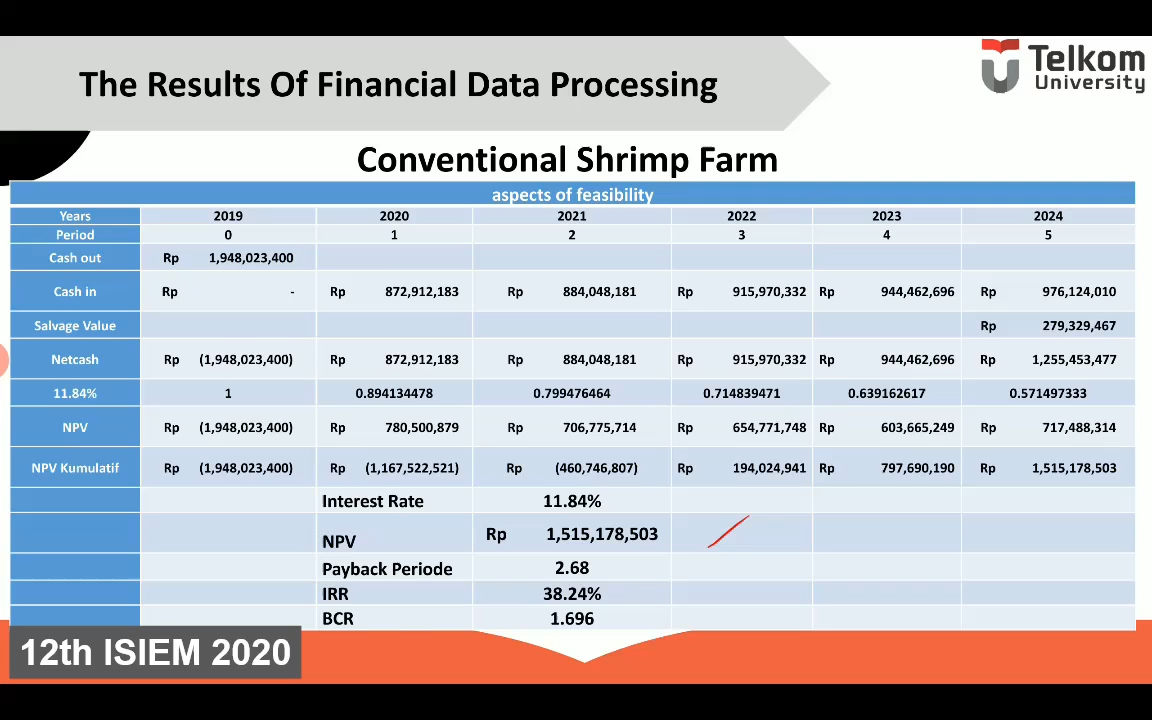 Telkom
University
The Results Of Financial Data Processing
Conventional Shrimp Farm
aspects of feasibility
Years 2019 2020 2021 2022 2023 2024
Period 0 1 2 3 4 5
Cash out Rp 1,948,023,400
Cash in Rp - Rp 872,912,183 Rp 884,048,181 Rp 915,970,332 Rp 944,462,696 Rp 976,124,010
Salvage Value Rp 279,329,467
Netcash Rp (1,948,023,400) Rp 872,912,183 Rp 884,048,181 Rp 915,970,332 Rp 944,462,696 Rp 1,255,453,477
11.84% 1 0.894134478 0.799476464 0.714839471 0.639162617 0.571497333
NPV Rp (1,948,023,400) Rp 780,500,879 Rp 706,775,714 Rp 654,771,748 Rp 603,665,249 Rp 717,488,314
NPV Kumulatif Rp (1,948,023,400) Rp (1,167,522,521) Rp (460,746,807) Rp 194,024,941 Rp 797,690,190 Rp 1,515,178,503
Interest Rate 11.84%
NPV Rp 1,515,178,503
Payback Periode 2.68
IRR 38.24%
BCR 1.696
12th ISIEM 2020